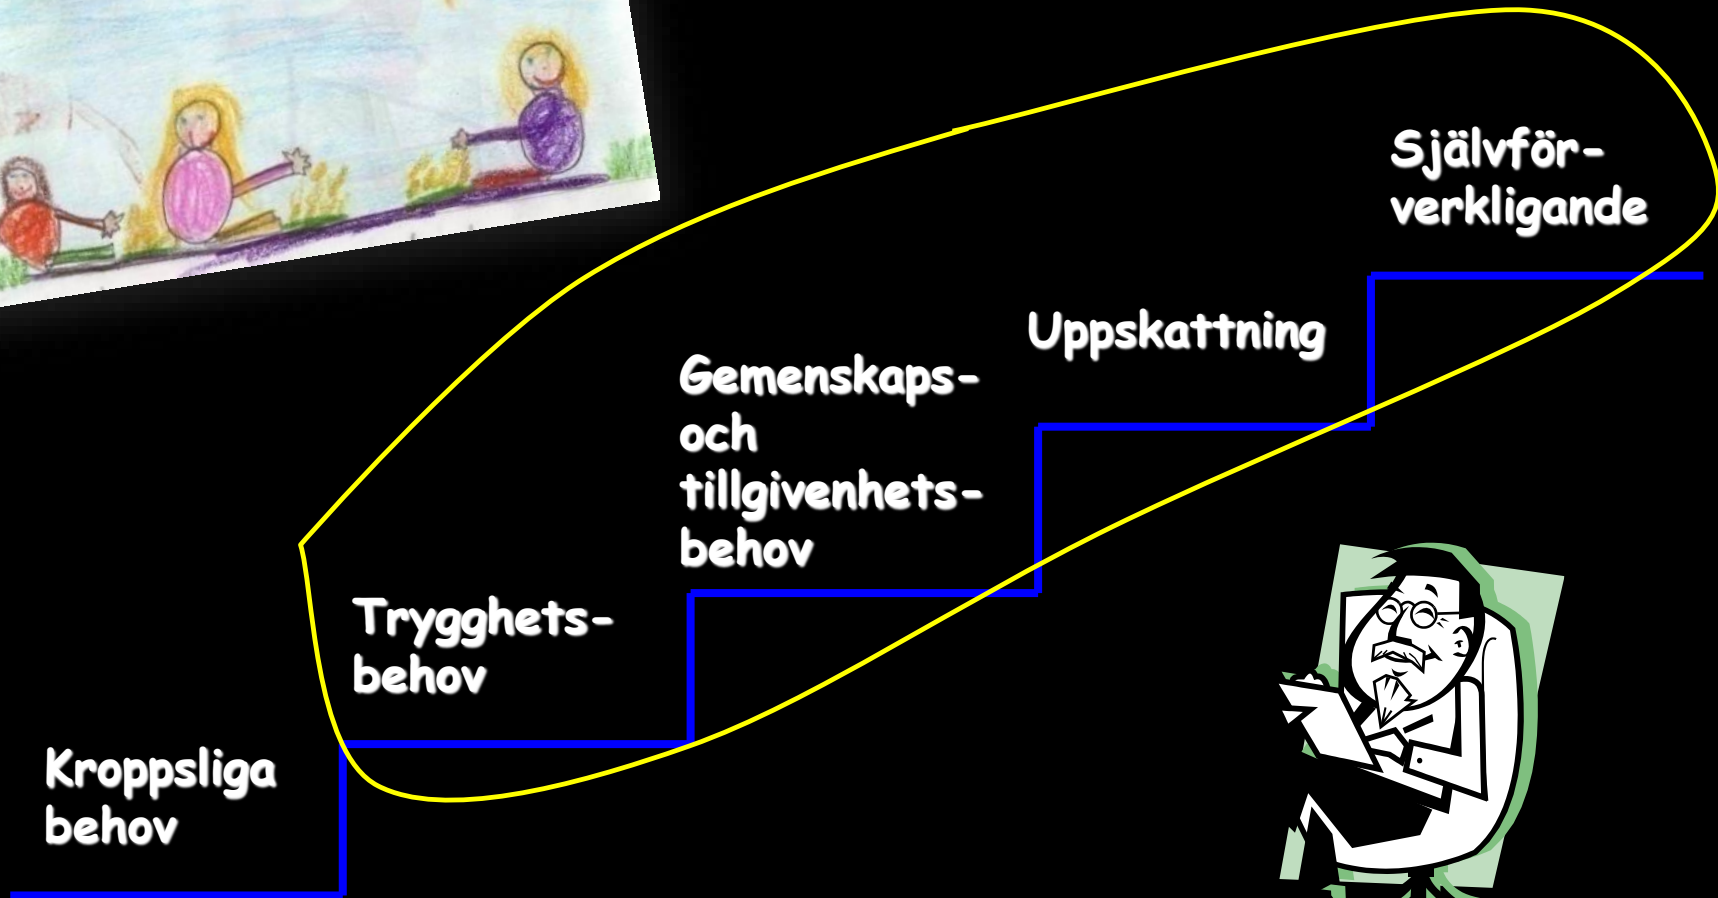 Självför-
verkligande
Uppskattning
Gemenskaps-
och
tillgivenhets-
behov
Trygghets-
behov
Kroppsliga
behov